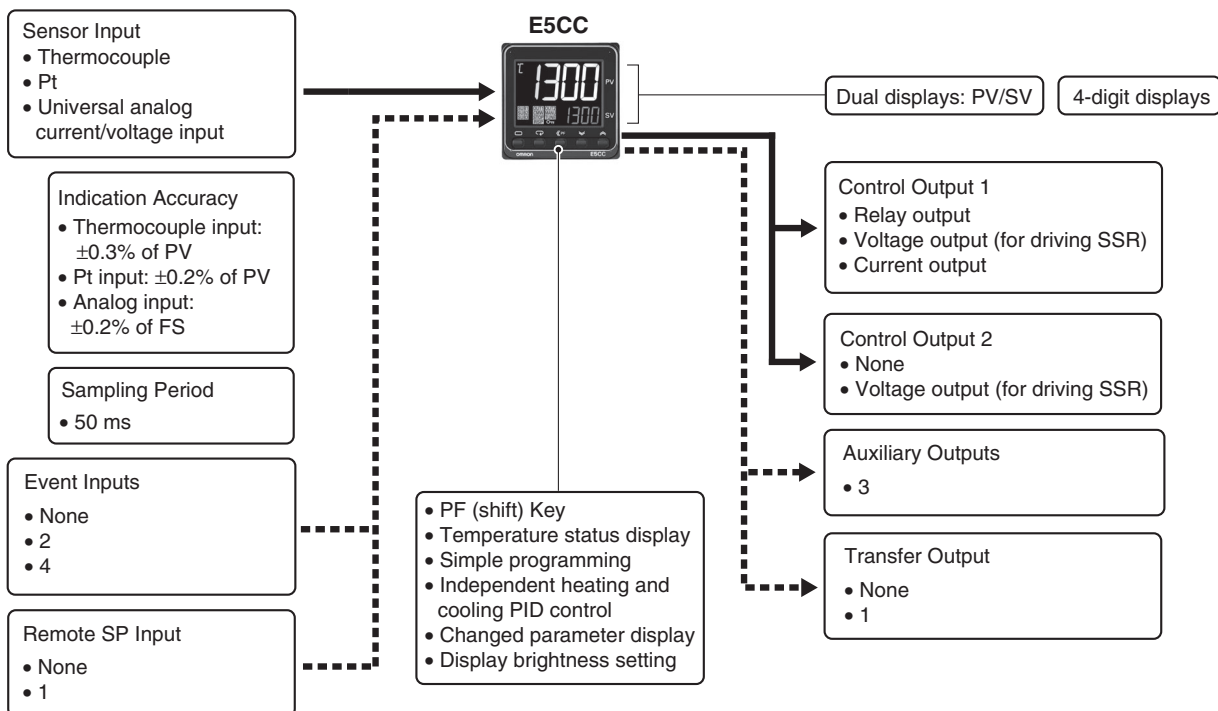 E5CC
Sensor Input
• Thermocouple
• Pt
• Universal analog
current/voltage input
Indication Accuracy
• Thermocouple input:
±0.3% of PV
• Pt input: ±0.2% of PV
• Analog input:
±0.2% of FS
Sampling Period
• 50 ms
Event Inputs
• None
• 2
• 4
Remote SP Input
• None
• 1
1300
PV
1300
SV
PF
OMRON
E5CC
• PF (shift) Key
• Temperature status display
• Simple programming
• Independent heating and
cooling PID control
• Changed parameter display
• Display brightness setting
Dual displays: PV/SV
4-digit displays
Control Output 1
• Relay output
• Voltage output (for driving SSR)
• Current output
Control Output 2
• None
• Voltage output (for driving SSR)
Auxiliary Outputs
• 3
Transfer Output
• None
• 1